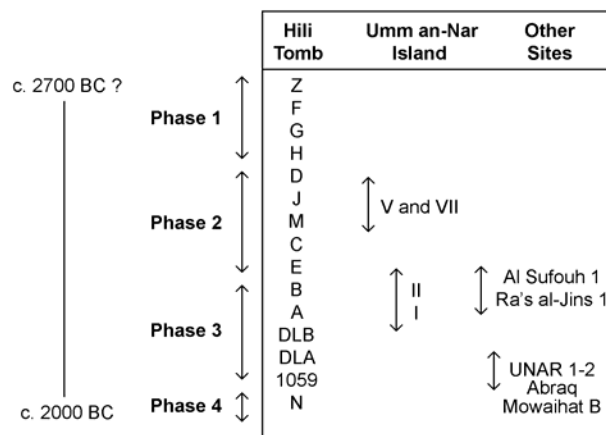 Hili Tomb Umm an-Nar Island Other Sites
c. 2700 BC ?
Z
F
Phase 1
G
H
D
J
V and VII
Phase 2
M
C
E
Al Sufouh 1
B
II
Ra's al-Jins 1
A
I
Phase 3
DLB
DLA
UNAR 1-2
1059
Abraq
Phase 4
N
Mowaihat B
c. 2000 BC